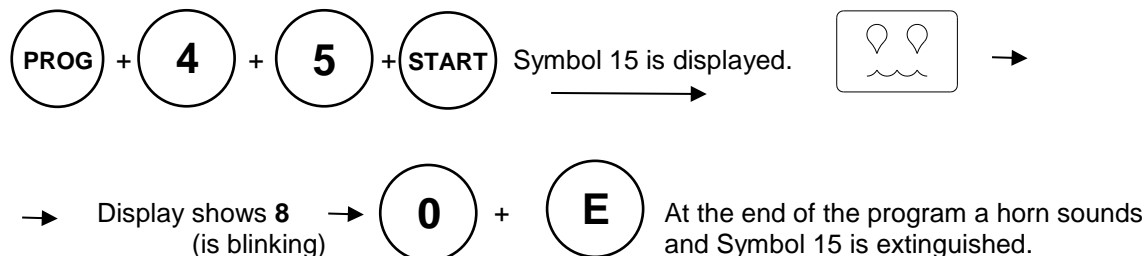 PROG + 4 + 5 + START Symbol 15 is displayed.
Display shows 8 0 + E At the end of the program a horn sounds
(is blinking) and Symbol 15 is extinguished.